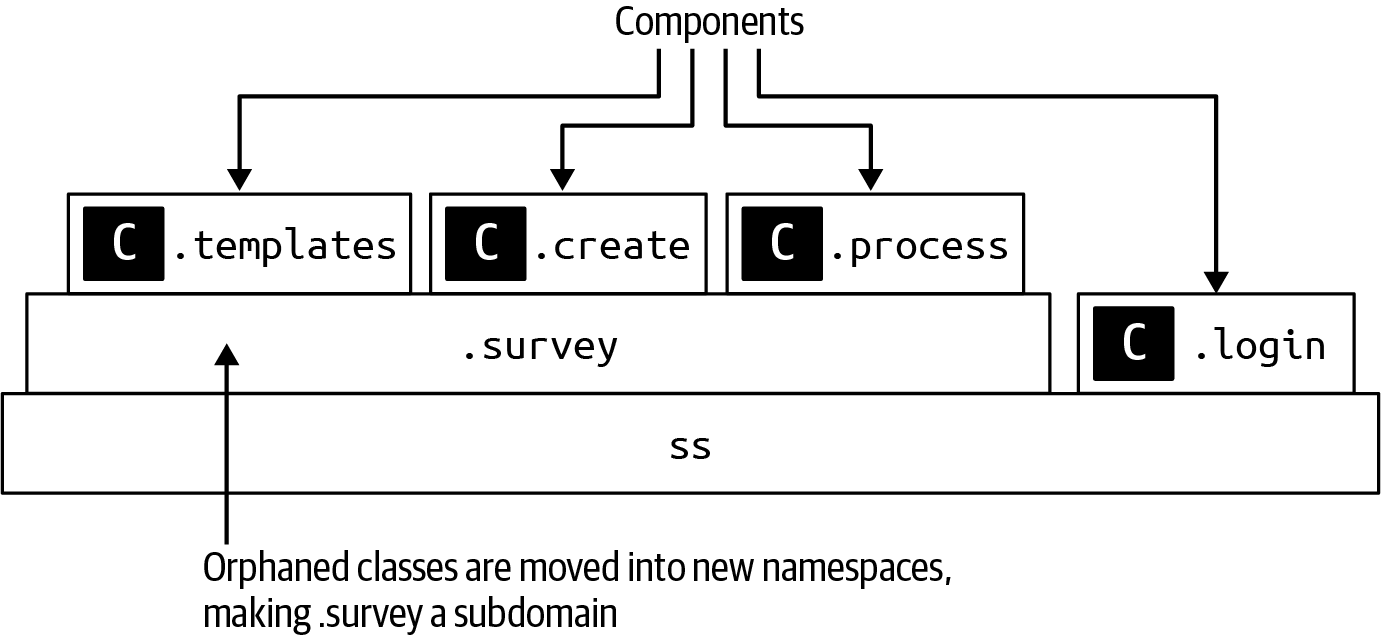 Components
C .templates
C .create
C .process
.survey
C .login
ss
Orphaned classes are moved into new namespaces,
making .survey a subdomain